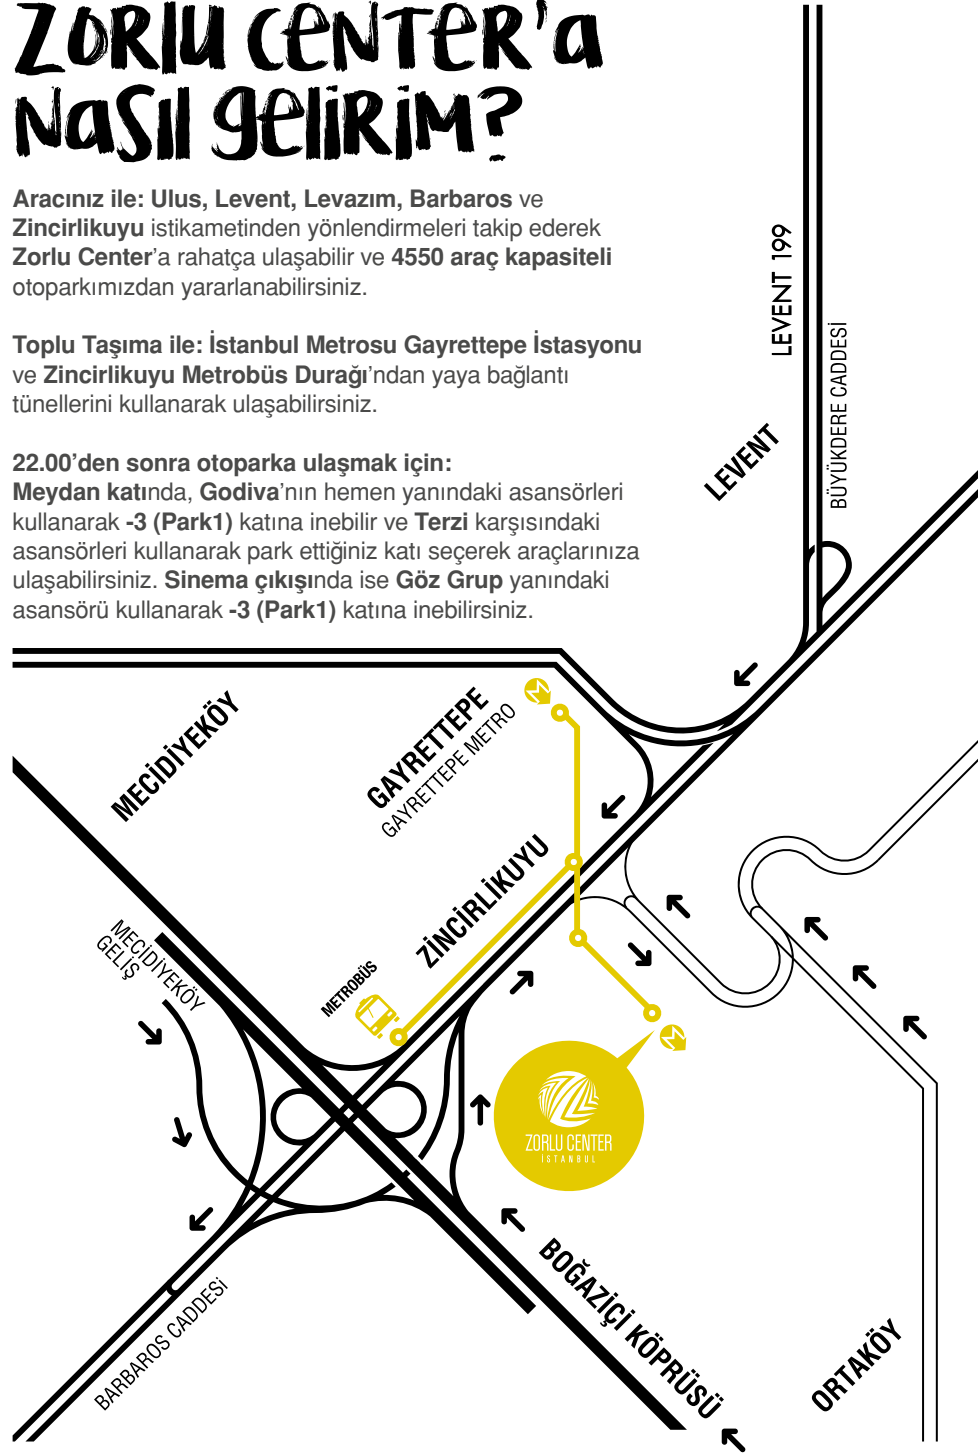 ZORLU CENTER'a
NaSIl gelİRİM?
Aracınız ile: Ulus, Levent, Levazım, Barbaros ve
Zincirlikuyu istikametinden yönlendirmeleri takip ederek
Zorlu Center'a rahatça ulaşabilir ve 4550 araç kapasiteli
otoparkımızdan yararlanabilirsiniz.
Toplu Taşıma ile: İstanbul Metrosu Gayrettepe İstasyonu
ve Zincirlikuyu Metrobüs Durağı'ndan yaya bağlantı
tünellerini kullanarak ulaşabilirsiniz.
22.00'den sonra otoparka ulaşmak için:
Meydan katında, Godiva'nın hemen yanındaki asansörleri
kullanarak -3 (Park1) katına inebilir ve Terzi karşısındaki
asansörleri kullanarak park ettiğiniz katı seçerek araçlarınıza
ulaşabilirsiniz. Sinema çıkışında ise Göz Grup yanındaki
asansörü kullanarak -3 (Park1) katına inebilirsiniz.
LEVENT 199
BÜYÜKDERE CADDESİ
LEVENT
MECİDİYEKÖY
GAYRETTEPE
GAYRETTEPE METRO
M
ZİNCİRLİKUYU
MECİDİYEKÖY
GELİŞ
METROBÜS
M
ZORLU CENTER
İSTANBUL
BOĞAZİÇİ KÖPRÜSÜ
BARBAROS CADDESİ
ORTAKÖY